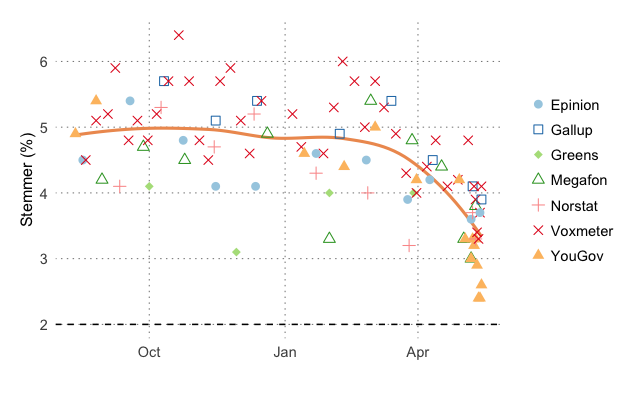 6
5
4
3
2
Stemmer (%)
Oct
Jan
Apr
Epinion
Gallup
Greens
Megafon
Norstat
Voxmeter
YouGov